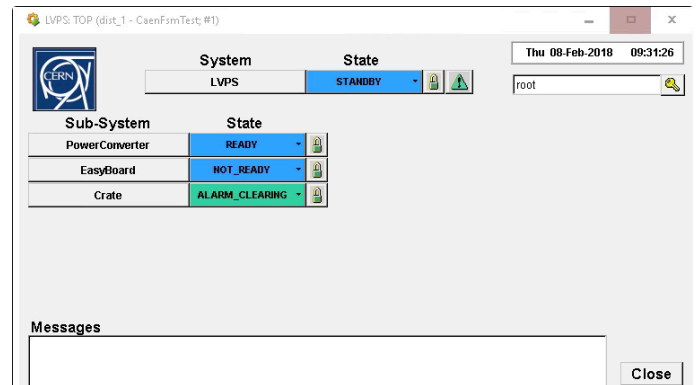 LVPS: TOP (dist_1 - CaenFsmTest; #1)
CERN
System State
LVPS STANDBY
Thu 08-Feb-2018 09:31:26
root
Sub-System State
PowerConverter READY
EasyBoard NOT_READY
Crate ALARM_CLEARING
Messages
Close